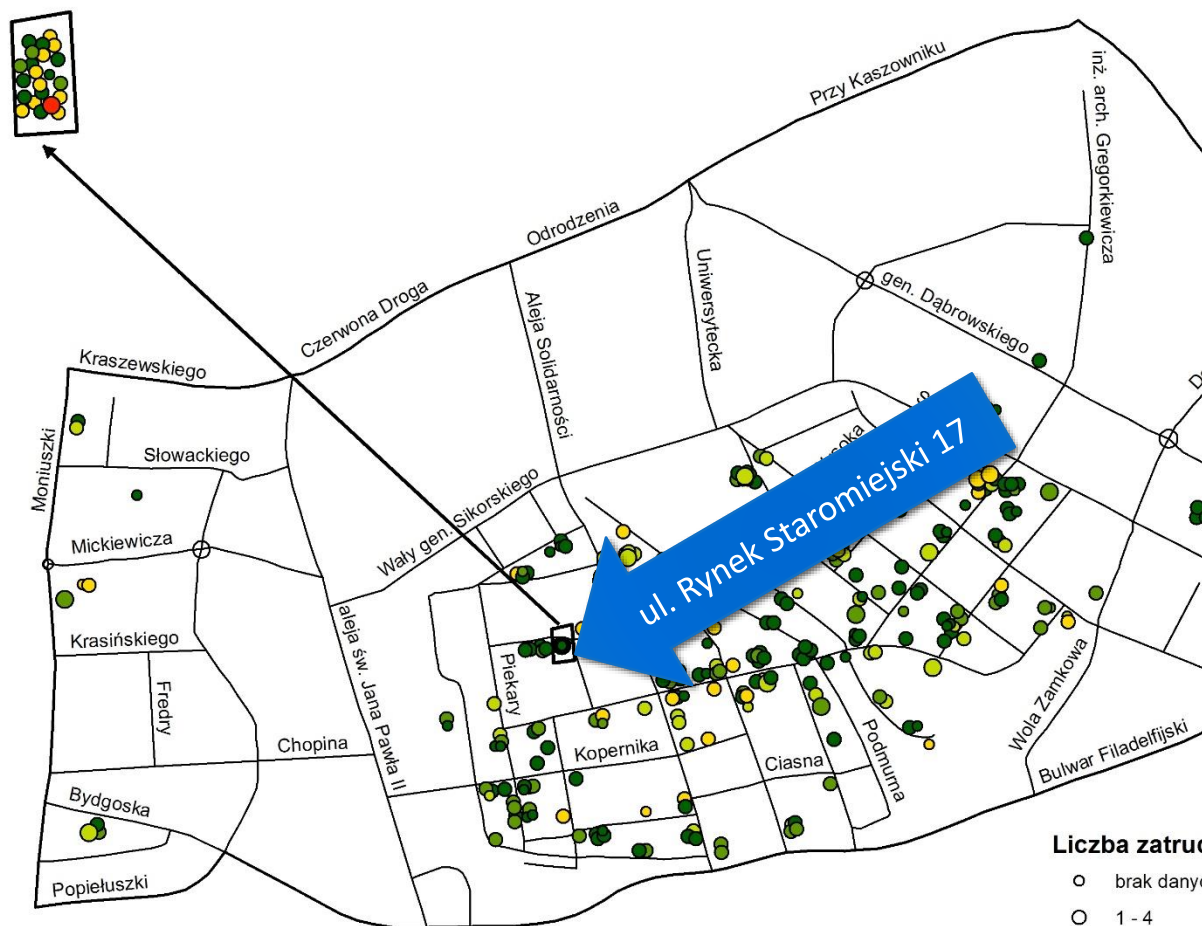 Przy Kaszowniku
inż. arch. Gregorkiewicza
Odrodzenia
Uniwersytecka
gen. Dąbrowskiego
Czerwona Droga
Aleja Solidarności
Kraszewskiego
Słowackiego
Moniuszki
Wały gen. Sikorskiego
ul. Rynek Staromiejski 17
Mickiewicza
aleja św. Jana Pawła II
Krasińskiego
Piekary
Fredry
Wola Zamkowa
Chopina
Kopernika
Ciasna
Podmurna
Bulwar Filadelfijski
Bydgoska
Popiełuszki
Liczba zatrud
brak danyc
1 - 4